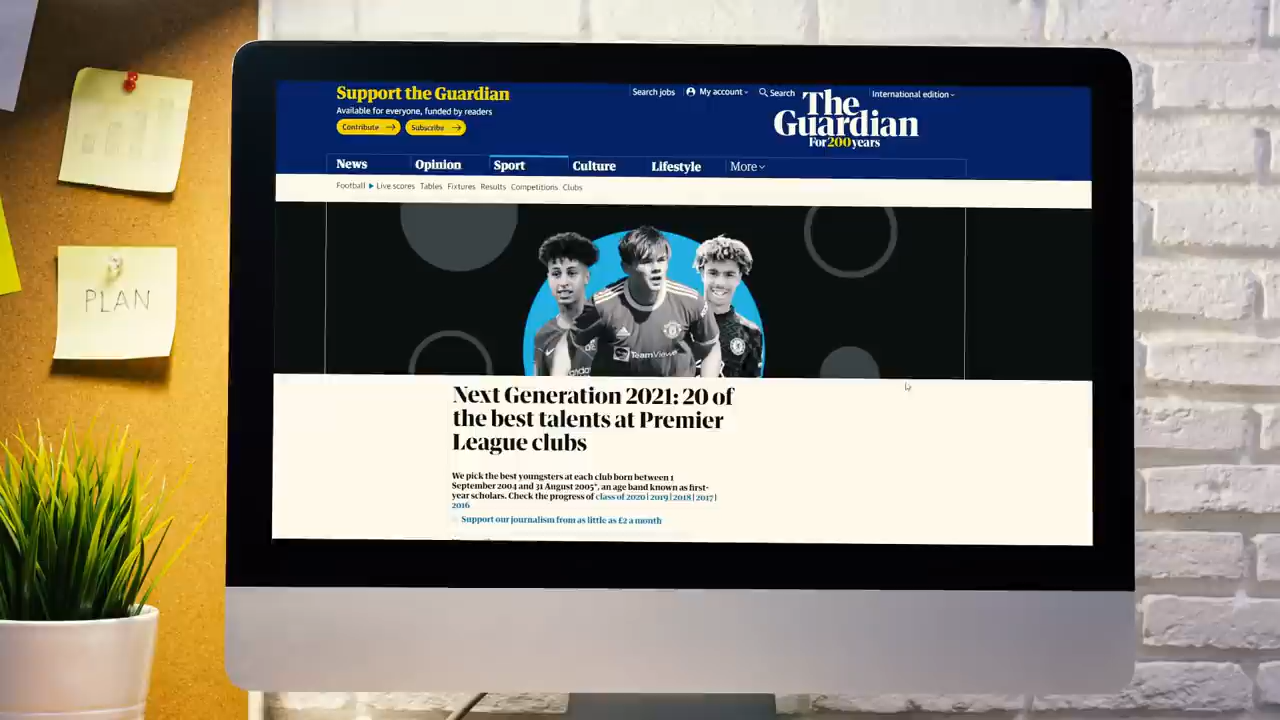 Support the Guardian
Available for everyone, funded by readers
Contribute →
Subscribe →
Search jobs
My account
Search
International edition
The
Guardian
For 200 years
News
Opinion
Sport
Culture
Lifestyle
More
Football
Live scores
Tables
Fixtures
Results
Competitions
Clubs
TeamViewer
Next Generation 2021: 20 of
the best talents at Premier
League clubs
We pick the best youngsters at each club born between 1
September 2004 and 31 August 2005*, an age band known as first-
year scholars. Check the progress of class of 2020 | 2019 | 2018 | 2017 |
2016
Support our journalism from as little as £2 a month
PLAN